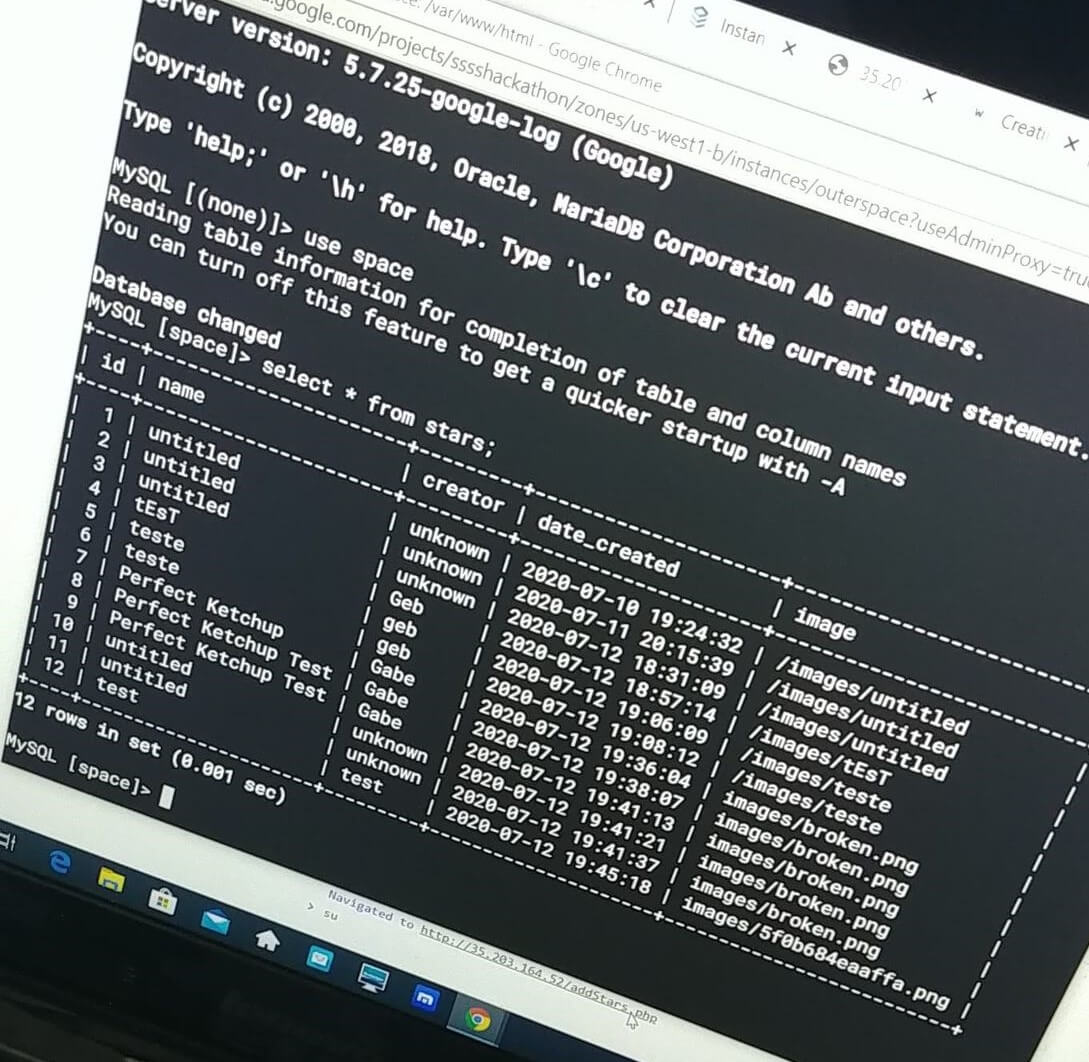 /var/www/html - Google Chrome
Instan × 35.20 × Creati ×
.google.com/projects/sssshackathon/zones/us-west1-b/instances/outerspace?useAdminProxy=true
Server version: 5.7.25-google-log (Google)
Copyright (c) 2000, 2018, Oracle, MariaDB Corporation Ab and others.
Type 'help;' or '\h' for help. Type '\c' to clear the current input statement.
MySQL [(none)]> use space
Reading table information for completion of table and column names
You can turn off this feature to get a quicker startup with -A
Database changed
MySQL [space]> select * from stars;
| id | name | creator | date_created | image |
| 1 | untitled | unknown | 2020-07-10 19:24:32 | /images/untitled |
| 2 | untitled | unknown | 2020-07-11 20:15:39 | /images/untitled |
| 3 | untitled | unknown | 2020-07-12 18:31:09 | /images/untitled |
| 4 | tEsT | Geb | 2020-07-12 18:57:14 | /images/tEsT |
| 5 | teste | geb | 2020-07-12 19:06:09 | /images/teste |
| 6 | teste | geb | 2020-07-12 19:08:12 | /images/teste |
| 7 | Perfect Ketchup | Gabe | 2020-07-12 19:36:04 | images/broken.png |
| 8 | Perfect Ketchup Test | Gabe | 2020-07-12 19:38:07 | images/broken.png |
| 9 | Perfect Ketchup Test | Gabe | 2020-07-12 19:41:13 | images/broken.png |
| 10 | untitled | unknown | 2020-07-12 19:41:21 | images/broken.png |
| 11 | untitled | unknown | 2020-07-12 19:41:37 | images/broken.png |
| 12 | test | test | 2020-07-12 19:45:18 | images/5f0b684eaaffa.png |
12 rows in set (0.001 sec)
MySQL [space]>
Navigated to http://35.203.164.52/addStars.php
> su